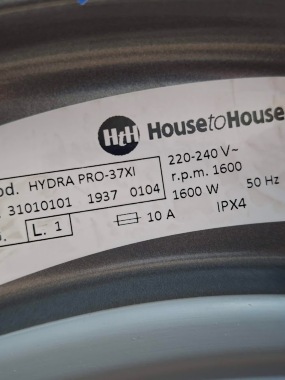 HtH HousetoHouse
od. HYDRA PRO-37XI
31010101 1937 0104
L. 1
10 A
220-240 V~
r.p.m. 1600
1600 W 50 Hz
IPX4